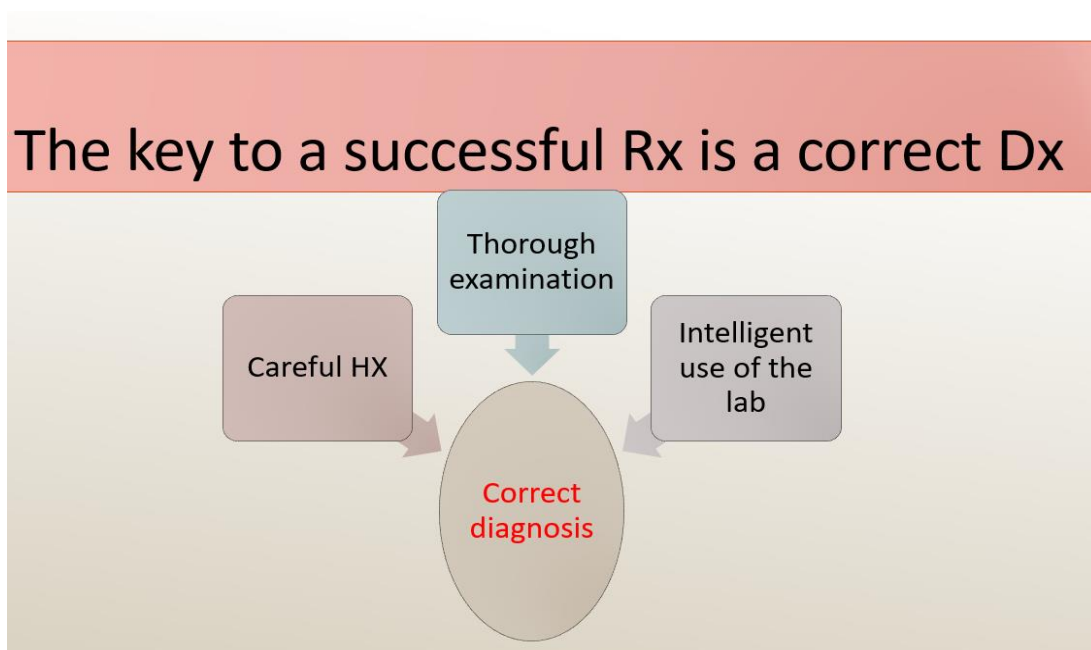 The key to a successful Rx is a correct Dx
Thorough
examination
Careful HX
Intelligent
use of the
lab
Correct
diagnosis